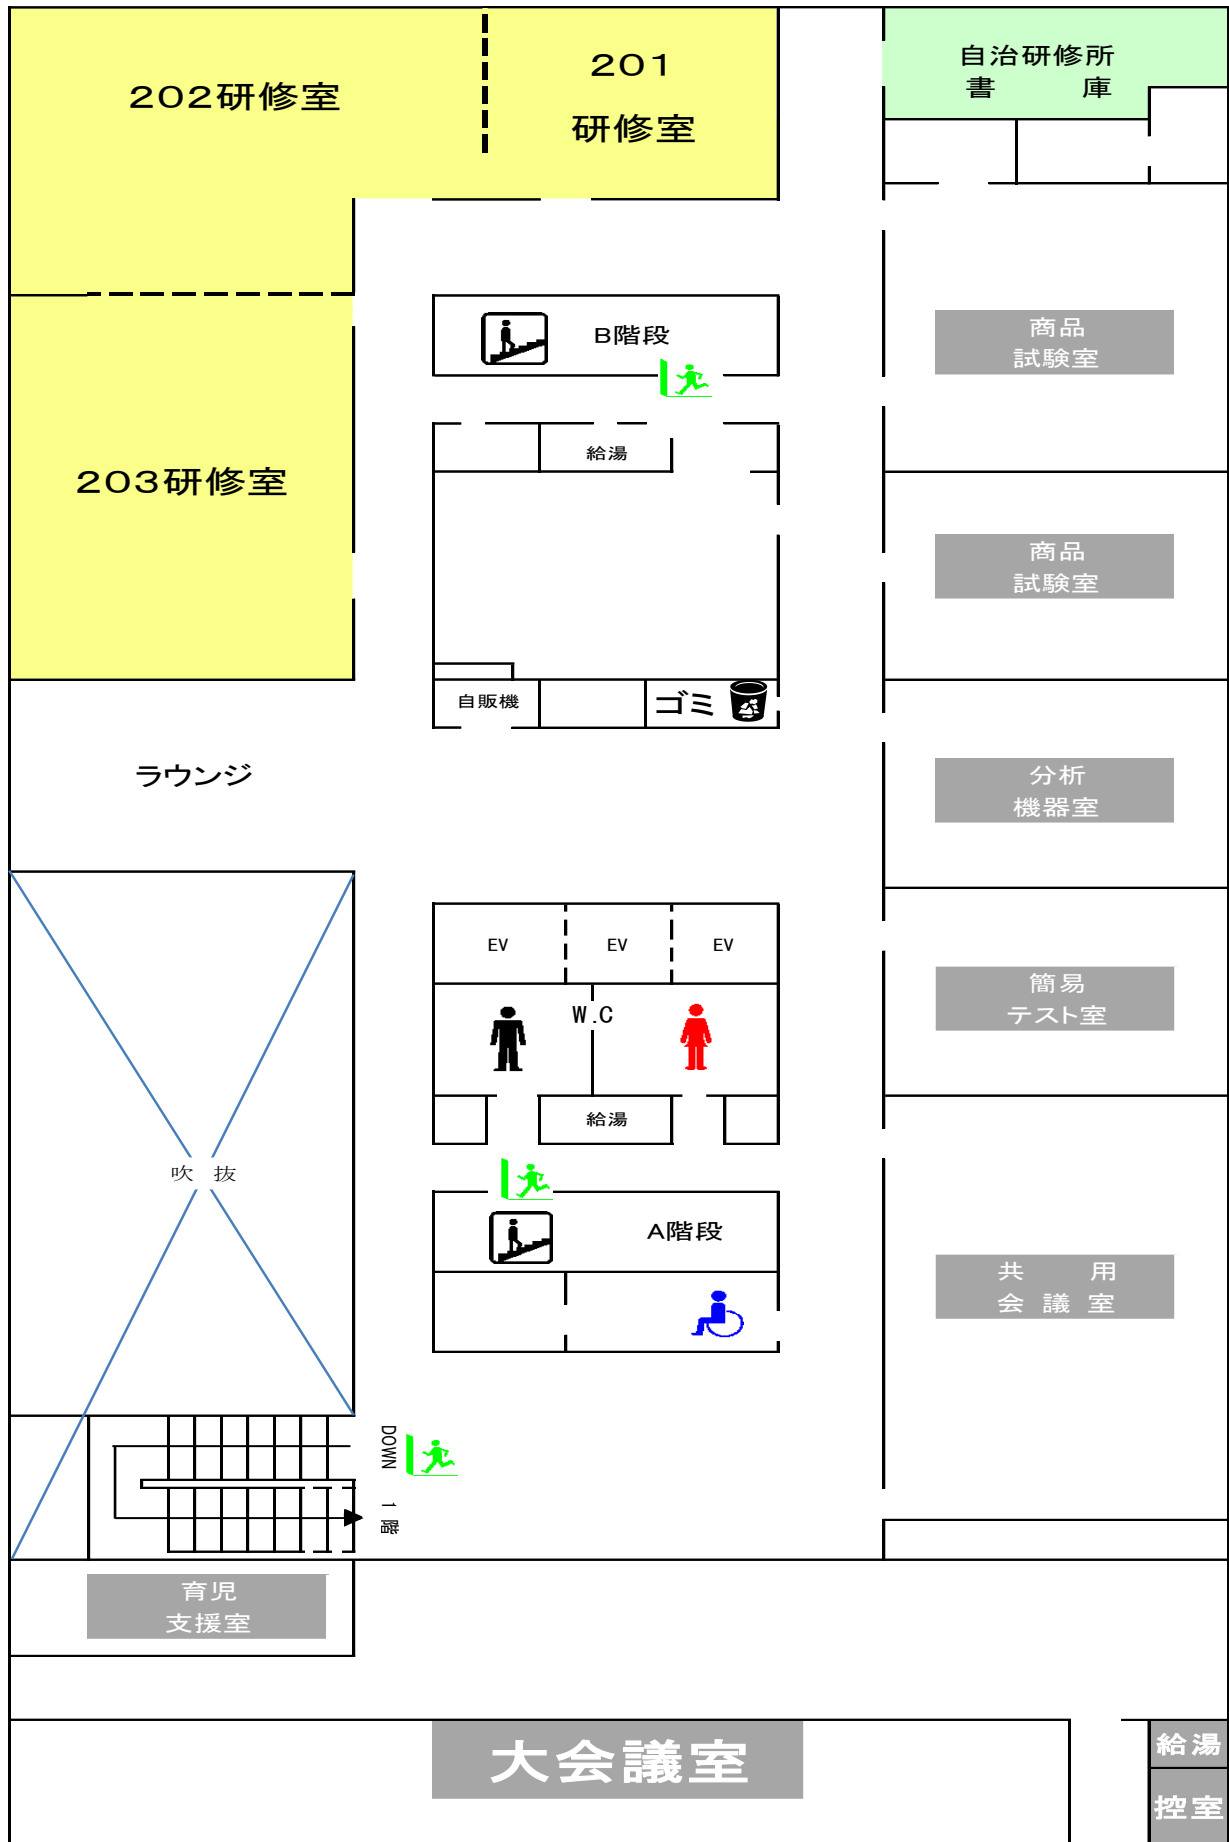 202研修室
201
研修室
自治研修所
書　庫
B階段
商品
試験室
給湯
203研修室
商品
試験室
自販機
ゴミ
ラウンジ
分析
機器室
EV
EV
EV
W.C
簡易
テスト室
給湯
吹　抜
A階段
共　用
会 議 室
DOWN　1階
育児
支援室
大会議室
給湯
控室